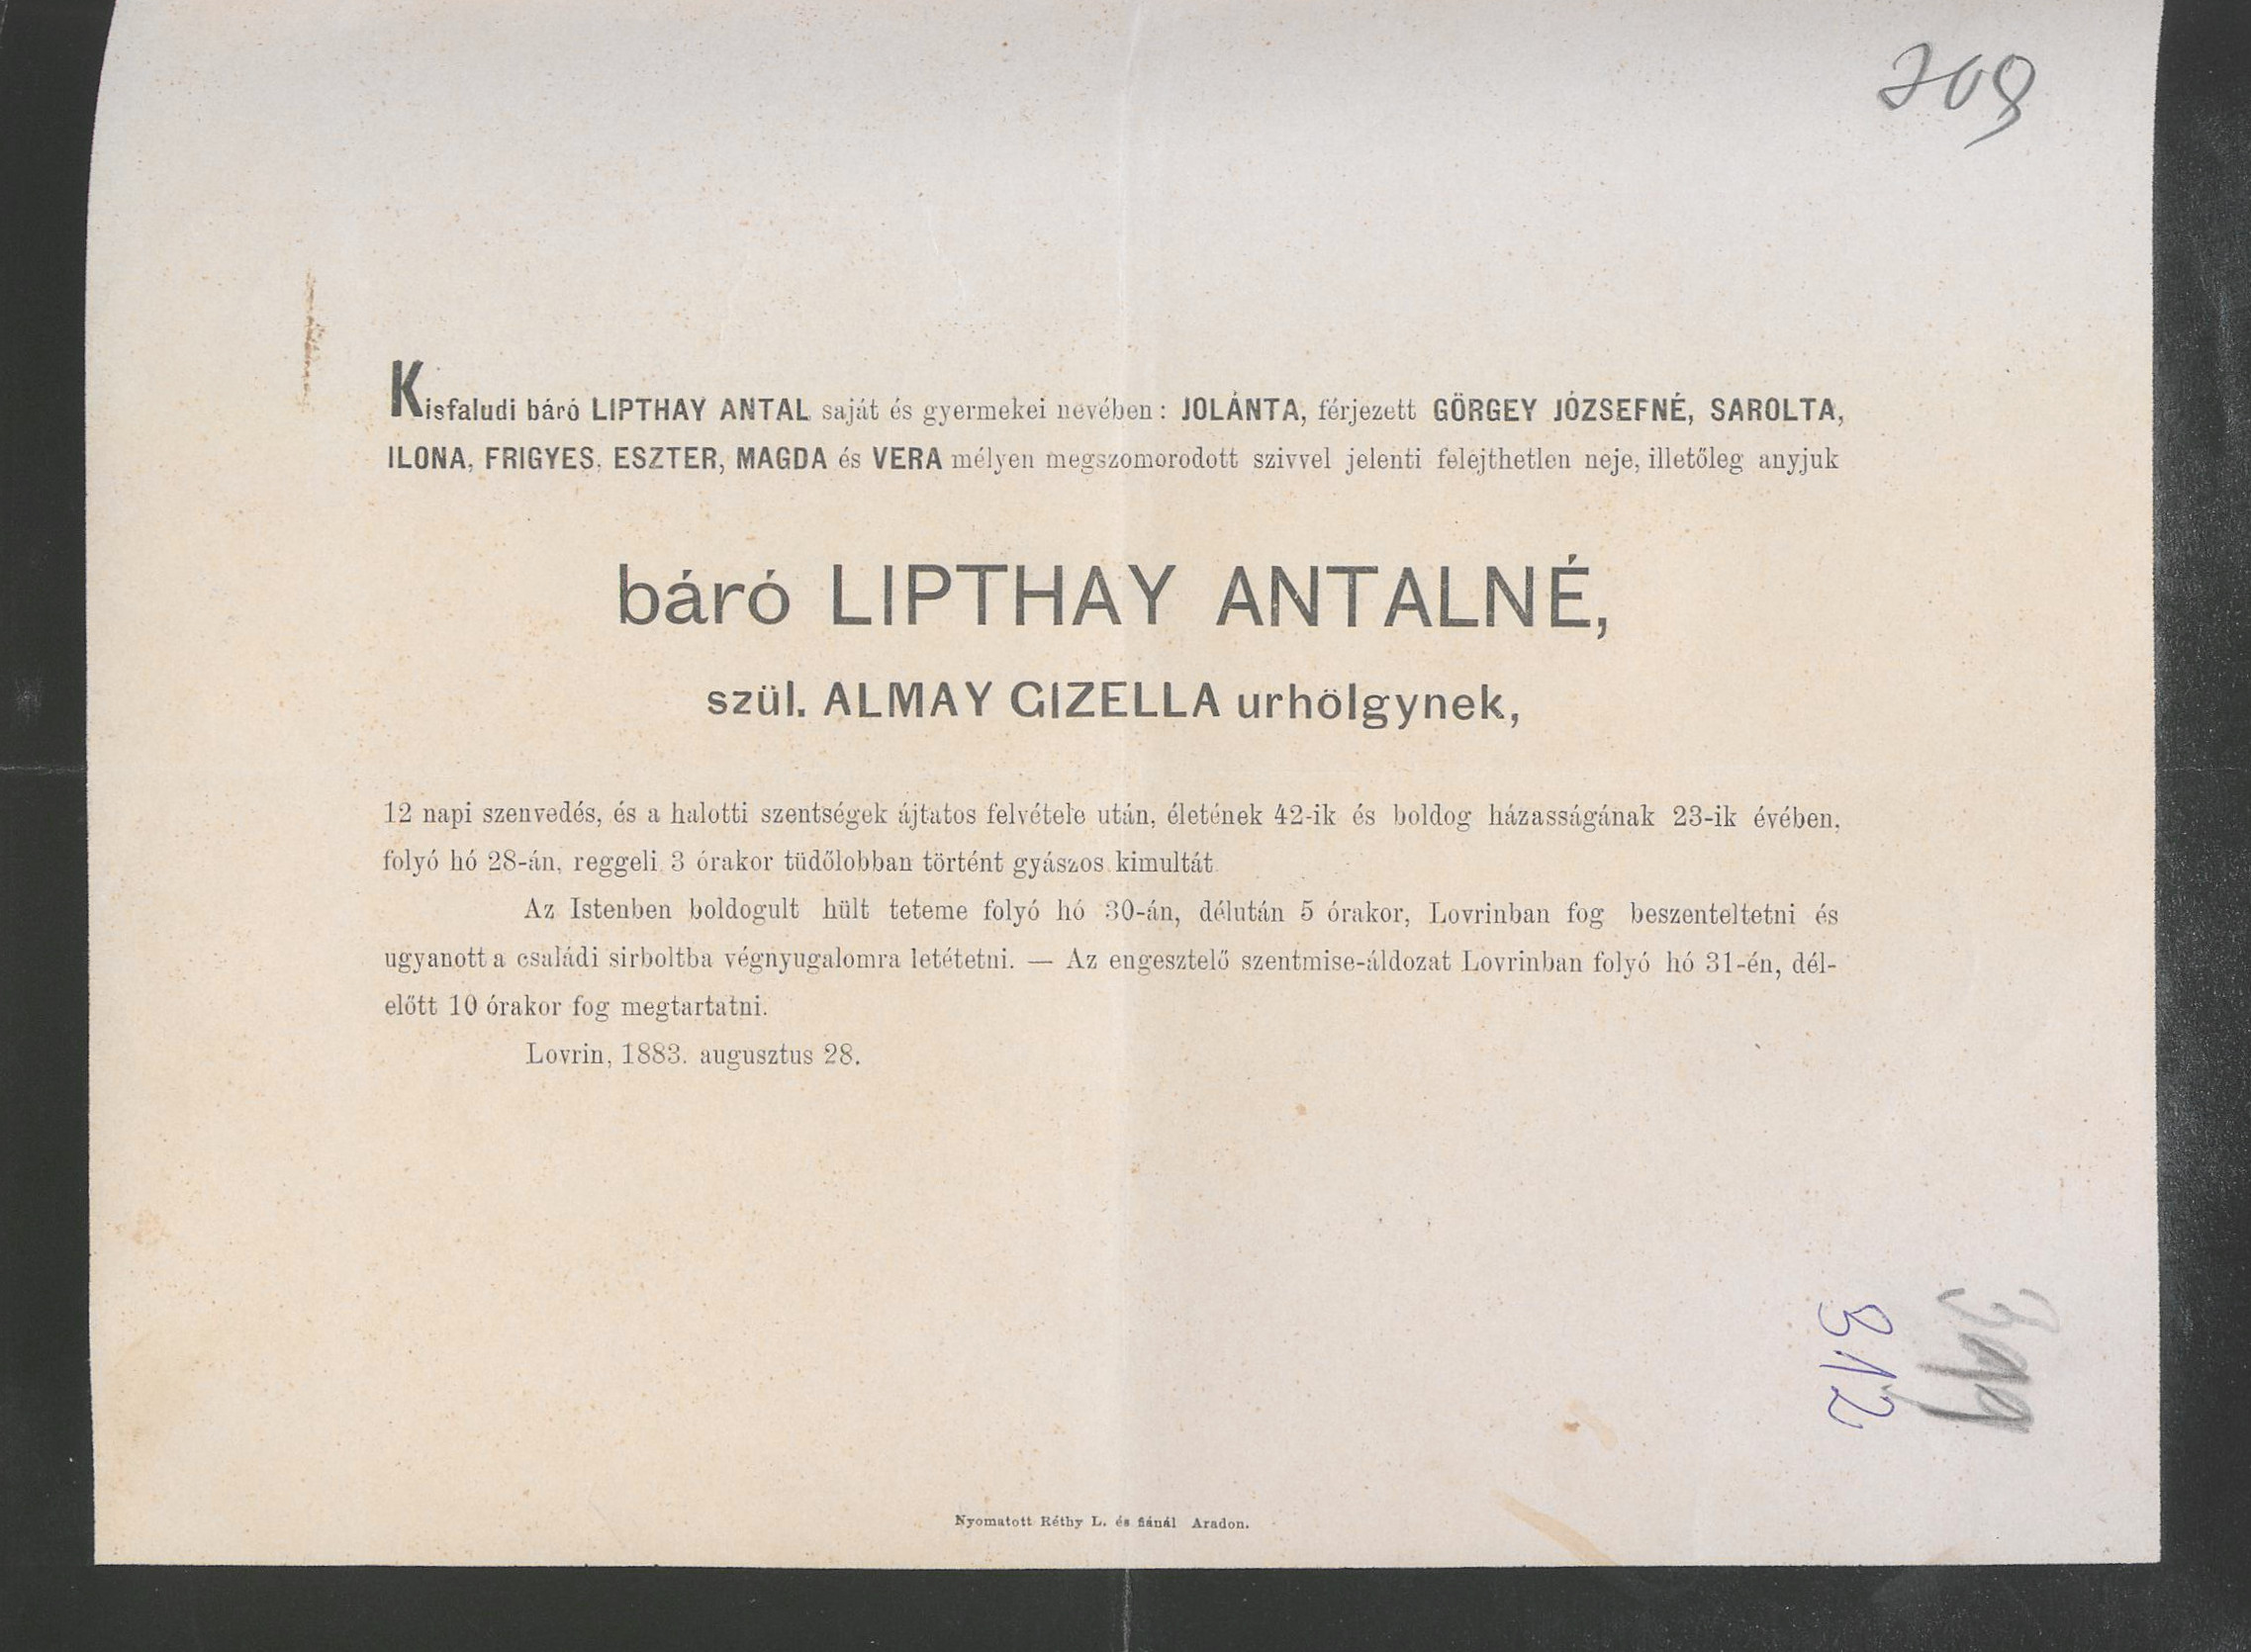 709
Kisfaludi báró LIPTHAY ANTAL saját és gyermekei nevében: JOLÁNTA, férjezett GÖRGEY JÓZSEFNÉ, SAROLTA,
ILONA, FRIGYES, ESZTER, MAGDA és VERA mélyen megszomorodott szivvel jelenti felejthetlen neje, illetőleg anyjuk
báró LIPTHAY ANTALNÉ,
szül. ALMAY GIZELLA urhölgynek,
12 napi szenvedés, és a halotti szentségek ájtatos felvétele után, életének 42-ik és boldog házasságának 23-ik évében,
folyó hó 28-án, reggeli 3 órakor tüdőlobban történt gyászos kimultát.
Az Istenben boldogult hült teteme folyó hó 30-án, délután 5 órakor, Lovrinban fog beszenteltetni és
ugyanott a családi sirboltba végnyugalomra letétetni. — Az engesztelő szentmise-áldozat Lovrinban folyó hó 31-én, dél-
előtt 10 órakor fog megtartatni.
Lovrin, 1883. augusztus 28.
312
Nyomatott Réthy L. és fiánál Aradon.